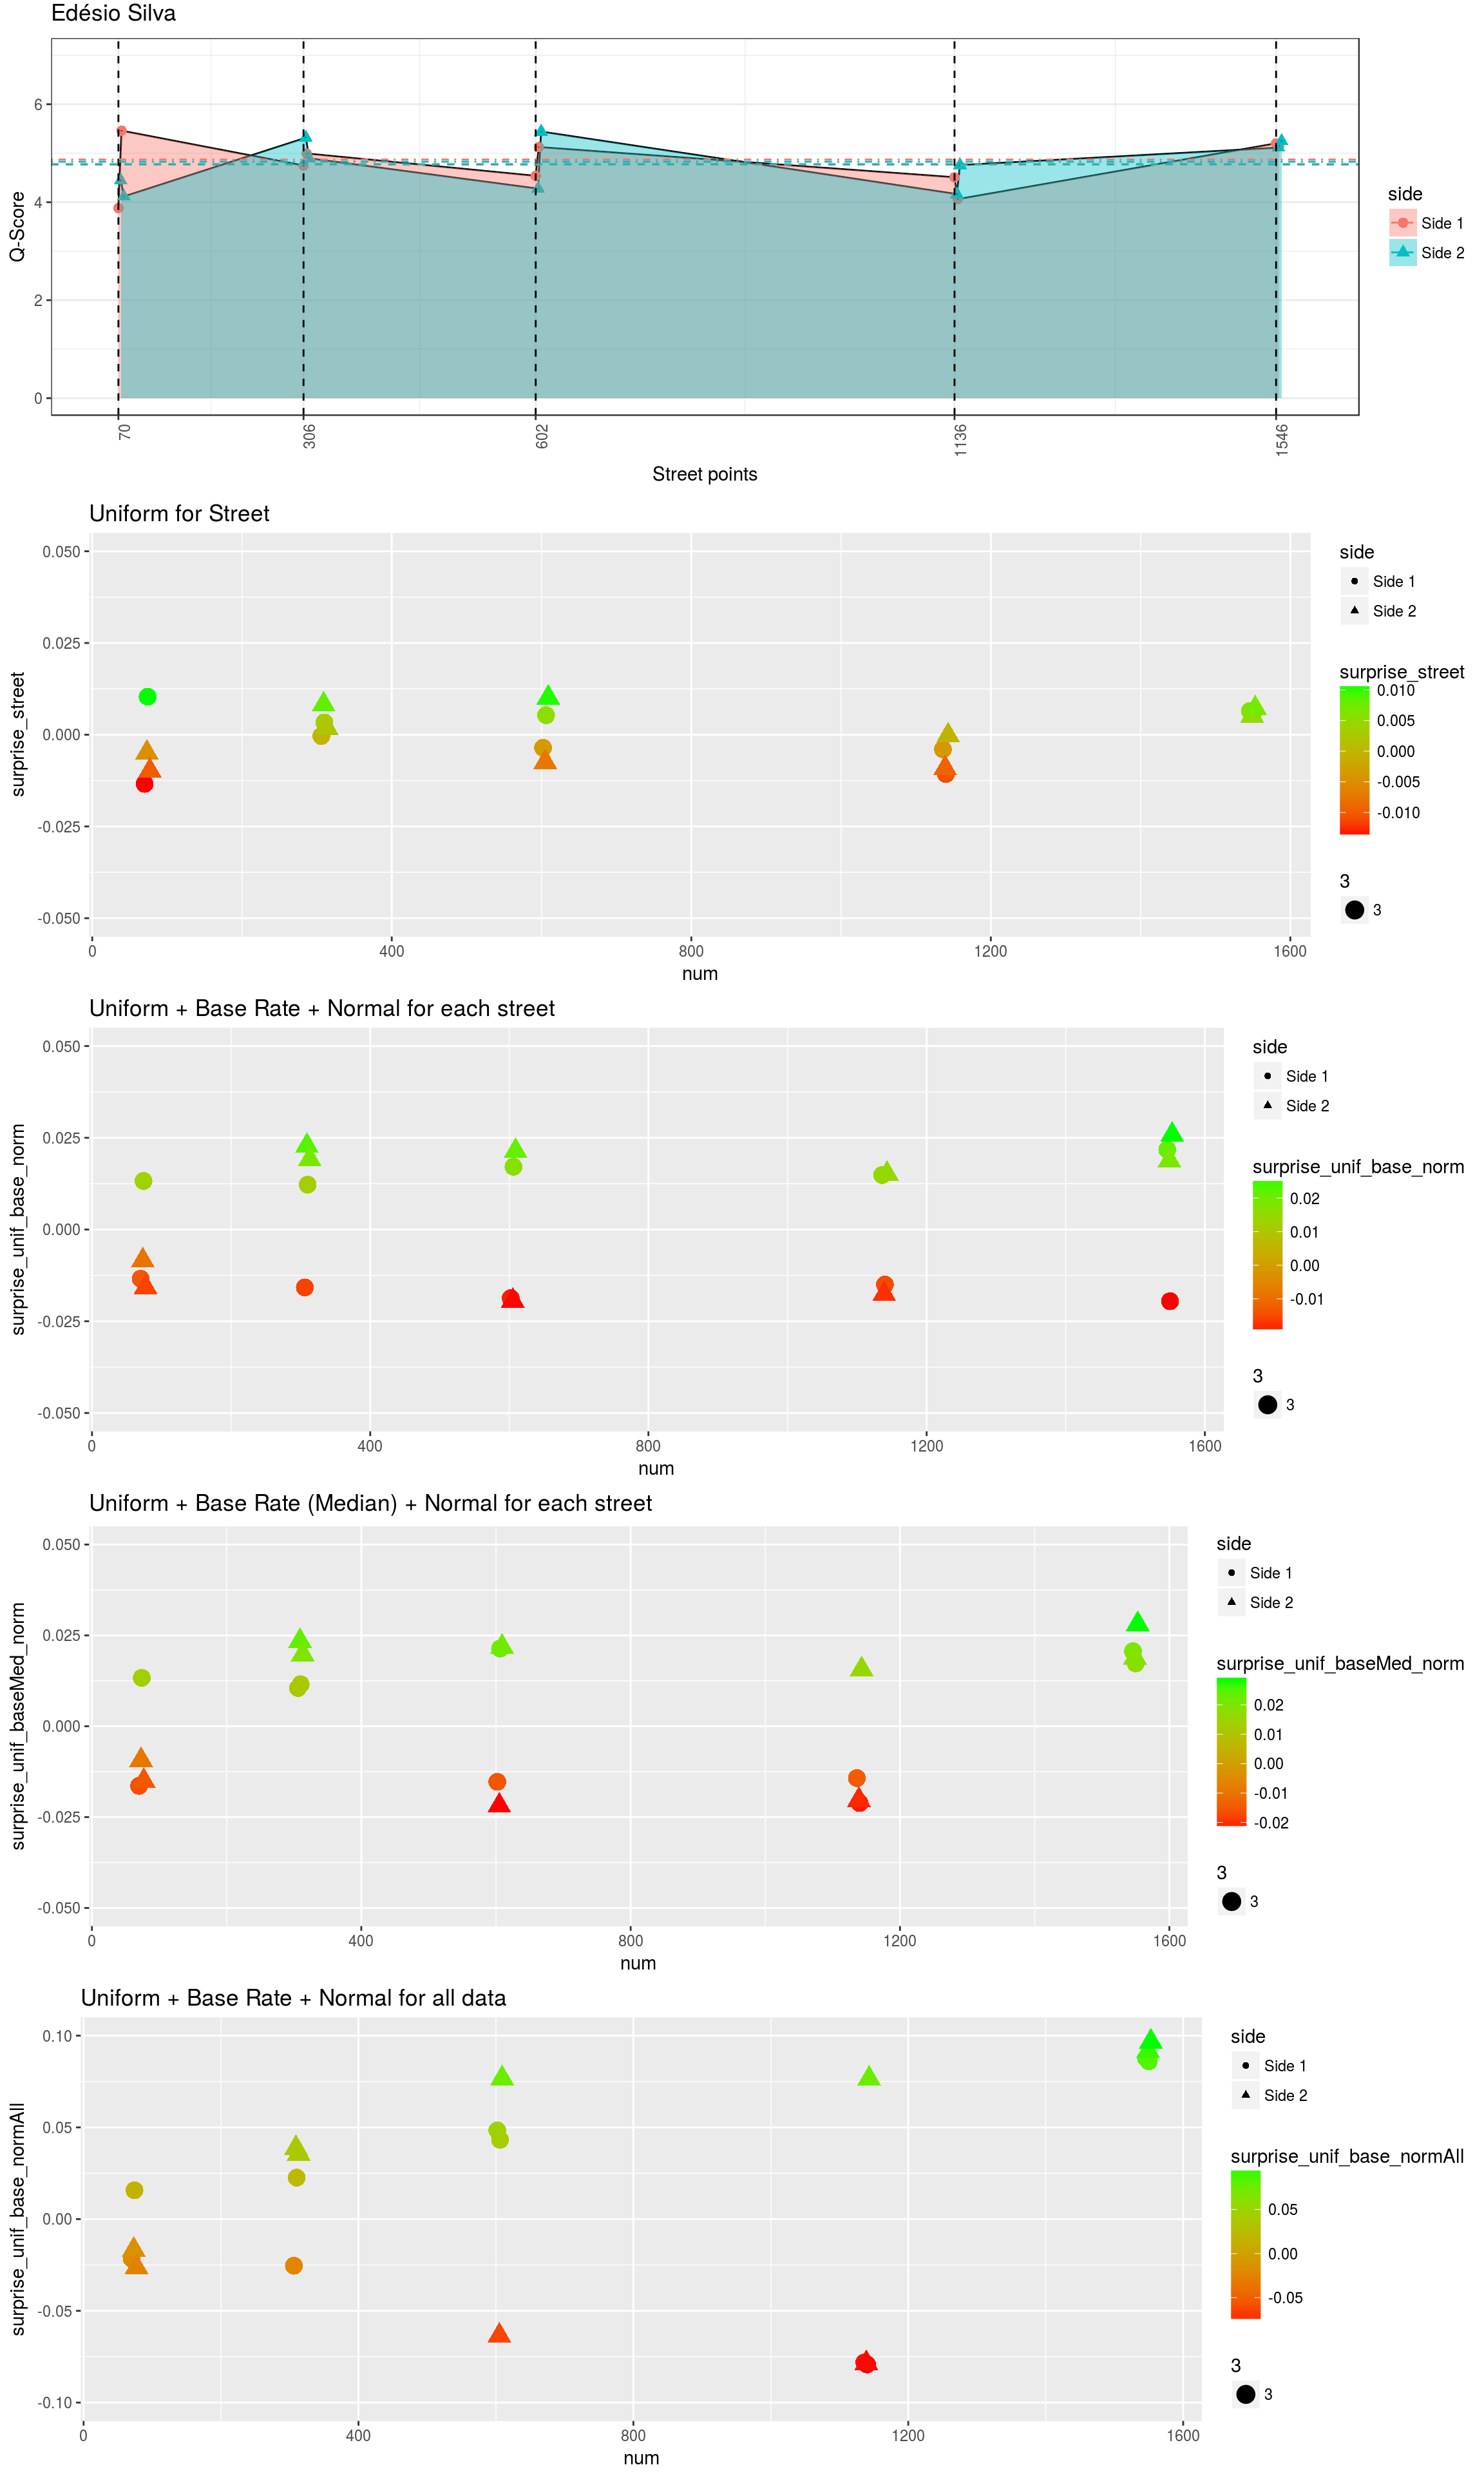 Edésio Silva
6
4
2
0
Q-Score
70
306
602
1136
1546
Street points
side
Side 1
Side 2
Uniform for Street
0.050
0.025
0.000
-0.025
-0.050
surprise_street
0
400
800
1200
1600
num
side
Side 1
Side 2
surprise_street
0.010
0.005
0.000
-0.005
-0.010
3
3
Uniform + Base Rate + Normal for each street
0.050
0.025
0.000
-0.025
-0.050
surprise_unif_base_norm
0
400
800
1200
1600
num
side
Side 1
Side 2
surprise_unif_base_norm
0.02
0.01
0.00
-0.01
3
3
Uniform + Base Rate (Median) + Normal for each street
0.050
0.025
0.000
-0.025
-0.050
surprise_unif_baseMed_norm
0
400
800
1200
1600
num
side
Side 1
Side 2
surprise_unif_baseMed_norm
0.02
0.01
0.00
-0.01
-0.02
3
3
Uniform + Base Rate + Normal for all data
0.10
0.05
0.00
-0.05
-0.10
surprise_unif_base_normAll
0
400
800
1200
1600
num
side
Side 1
Side 2
surprise_unif_base_normAll
0.05
0.00
-0.05
3
3